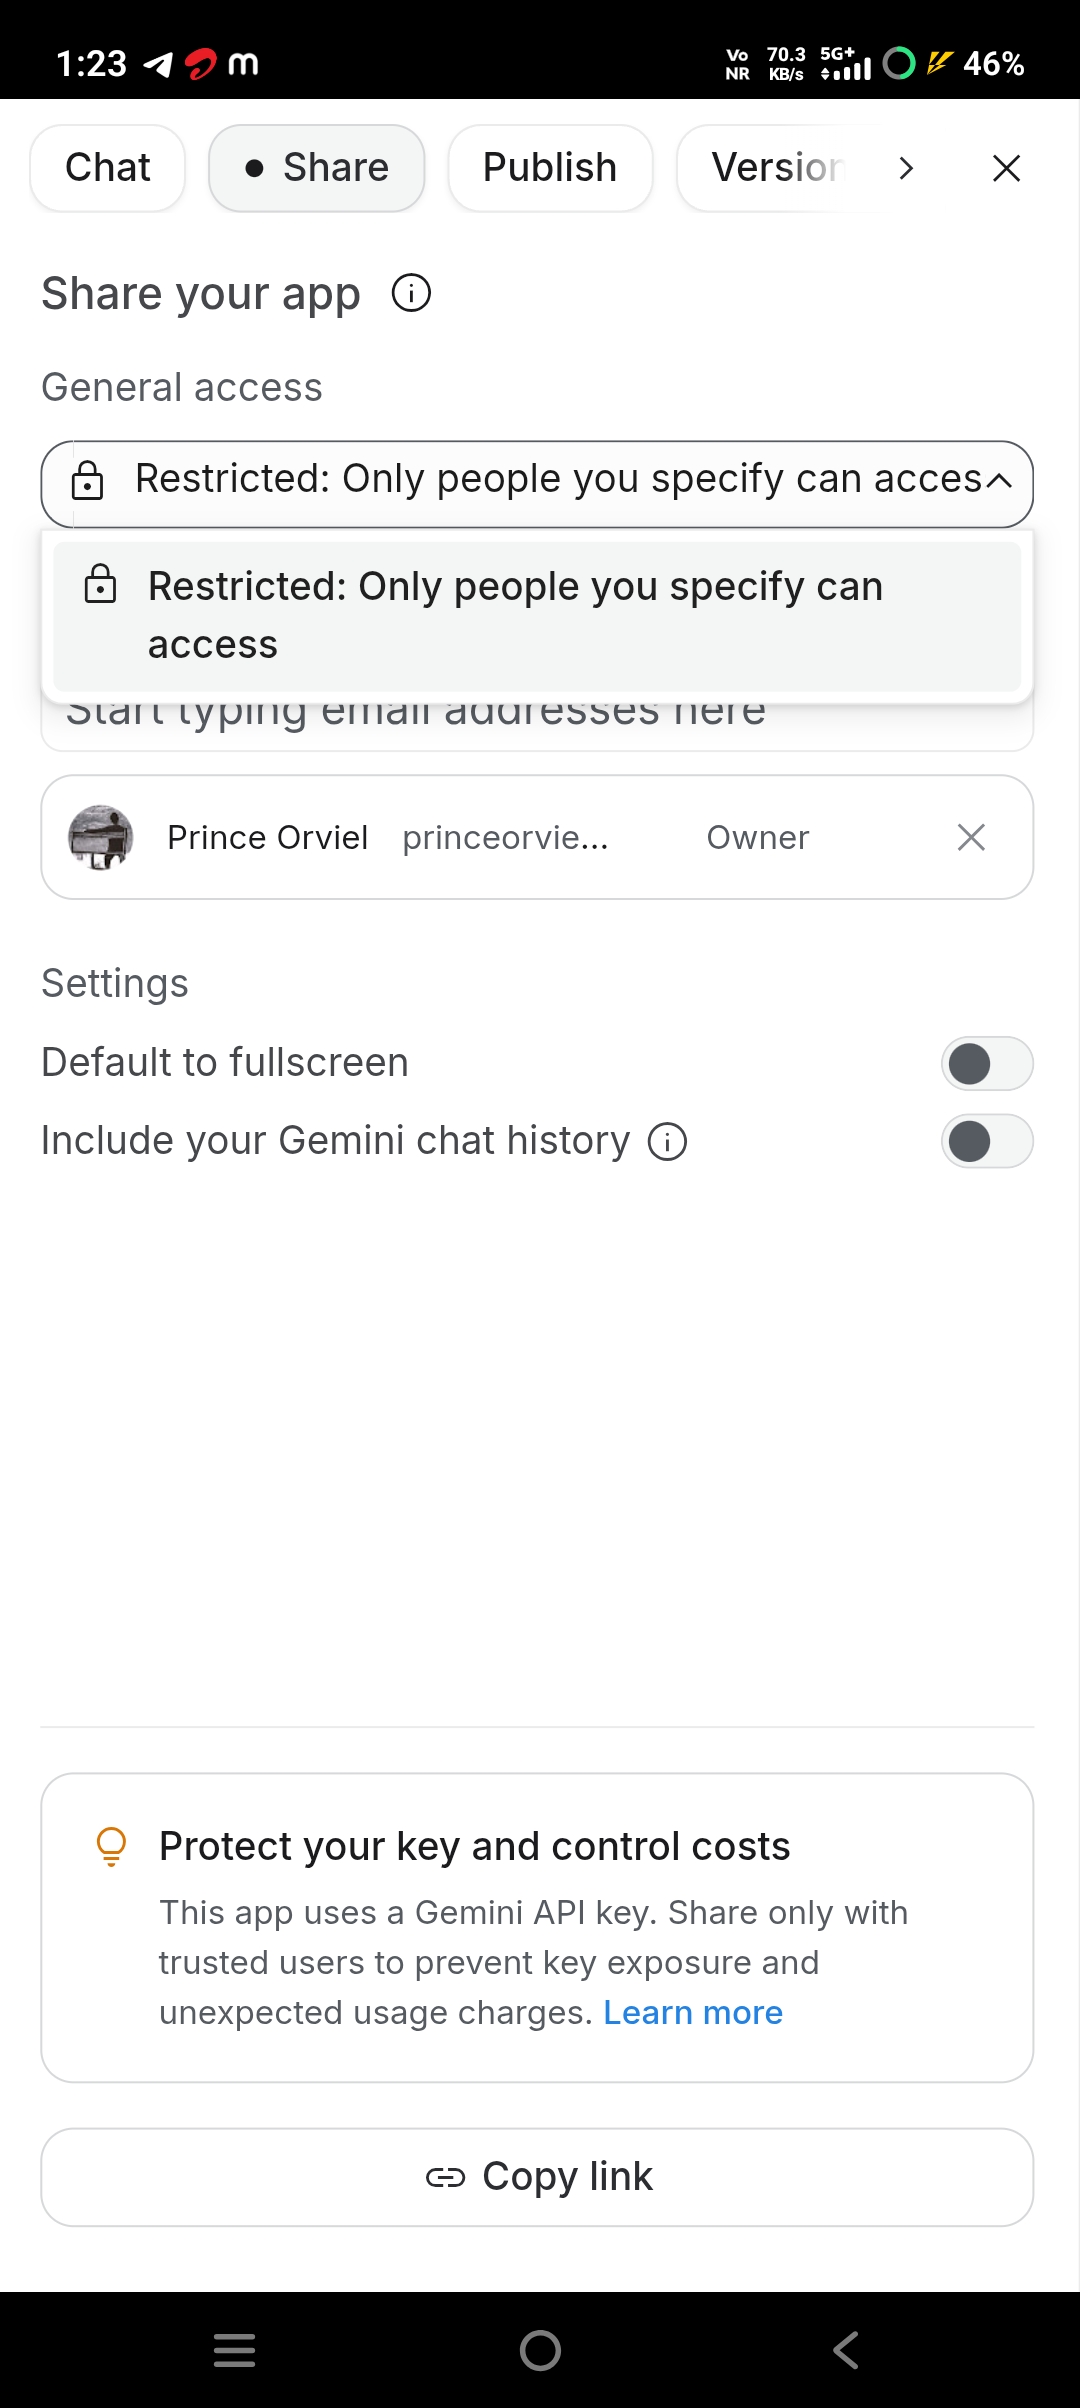 1:23
m
Vo NR 70.3 KB/s 5G+ 46%
Chat
Share
Publish
Version
Share your app
General access
Restricted: Only people you specify can acces
Restricted: Only people you specify can
access
Start typing email addresses here
Prince Orviel princeorvie... Owner
Settings
Default to fullscreen
Include your Gemini chat history
Protect your key and control costs
This app uses a Gemini API key. Share only with
trusted users to prevent key exposure and
unexpected usage charges. Learn more
Copy link